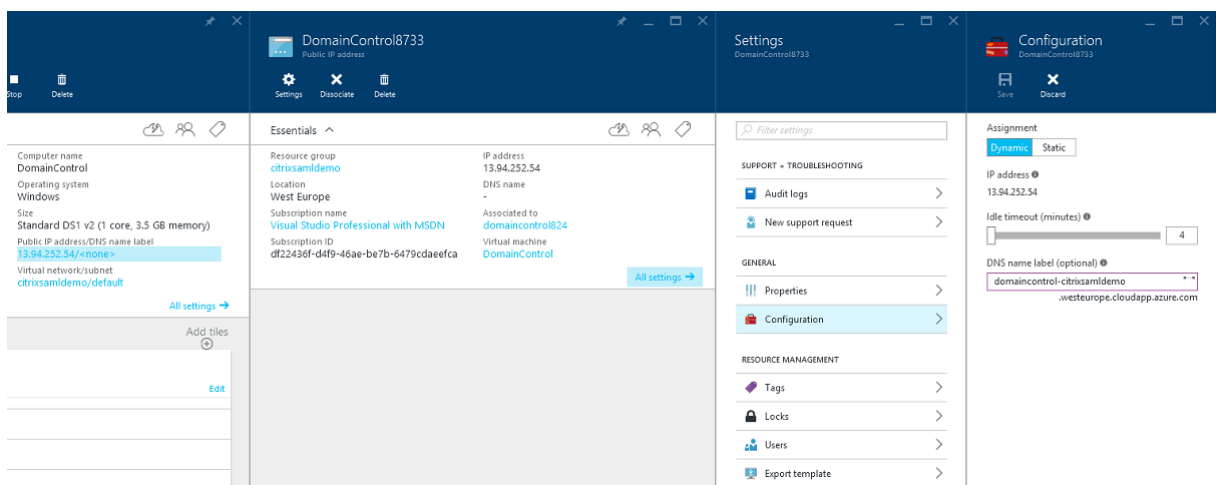 Stop
Delete
Computer name
DomainControl
Operating system
Windows
Size
Standard DS1 v2 (1 core, 3.5 GB memory)
Public IP address/DNS name label
13.94.252.54/<none>
Virtual network/subnet
citrixsamldemo/default
All settings →
Add tiles
Edit
DomainControl8733
Public IP address
Settings
Dissociate
Delete
Essentials
Resource group
citrixsamldemo
Location
West Europe
Subscription name
Visual Studio Professional with MSDN
Subscription ID
df22436f-d4f9-46ae-be7b-6479cdaeefca
IP address
13.94.252.54
DNS name
-
Associated to
domaincontrol824
Virtual machine
DomainControl
All settings →
Settings
DomainControl8733
Filter settings
SUPPORT + TROUBLESHOOTING
Audit logs
New support request
GENERAL
Properties
Configuration
RESOURCE MANAGEMENT
Tags
Locks
Users
Export template
Configuration
DomainControl8733
Save
Discard
Assignment
Dynamic
Static
IP address
13.94.252.54
Idle timeout (minutes)
4
DNS name label (optional)
domaincontrol-citrixsamldemo
.westeurope.cloudapp.azure.com